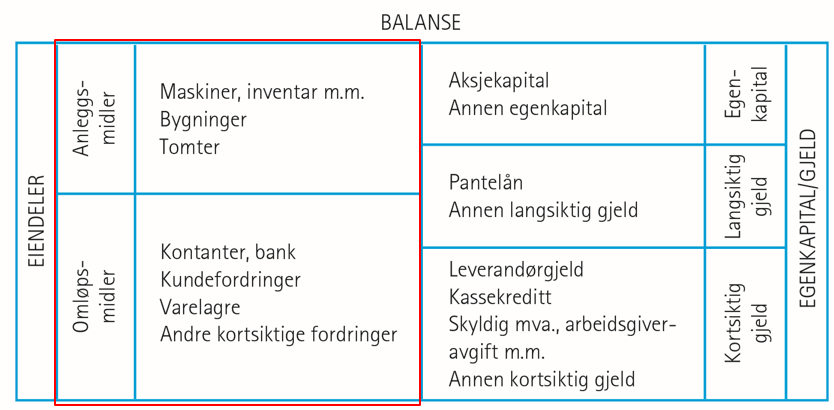 BALANSE
EIENDELER
Anleggs-
midler
Maskiner, inventar m.m.
Bygninger
Tomter
Omløps-
midler
Kontanter, bank
Kundefordringer
Varelagre
Andre kortsiktige fordringer
Aksjekapital
Annen egenkapital
Egen-
kapital
Pantelån
Annen langsiktig gjeld
Langsiktig
gjeld
Leverandørgjeld
Kassekreditt
Skyldig mva., arbeidsgiver-
avgift m.m.
Annen kortsiktig gjeld
Kortsiktig
gjeld
EGENKAPITAL/GJELD